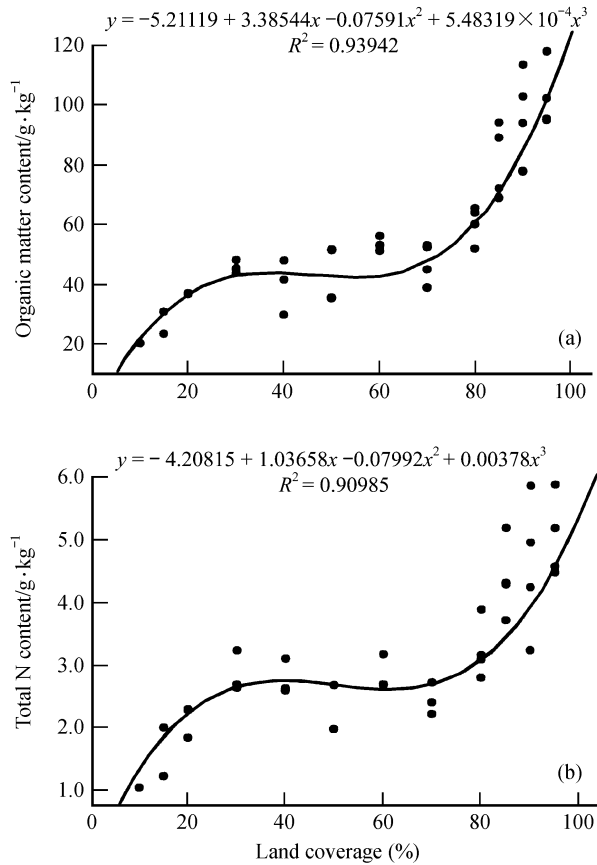 y = −5.21119 + 3.38544x −0.07591x² + 5.48319×10⁻⁴x³
R² = 0.93942
120
100
80
60
40
20
Organic matter content/g·kg⁻¹
(a)
0 20 40 60 80 100
y = − 4.20815 + 1.03658x −0.07992x² + 0.00378x³
R² = 0.90985
6.0
5.0
4.0
3.0
2.0
1.0
Total N content/g·kg⁻¹
(b)
0 20 40 60 80 100
Land coverage (%)